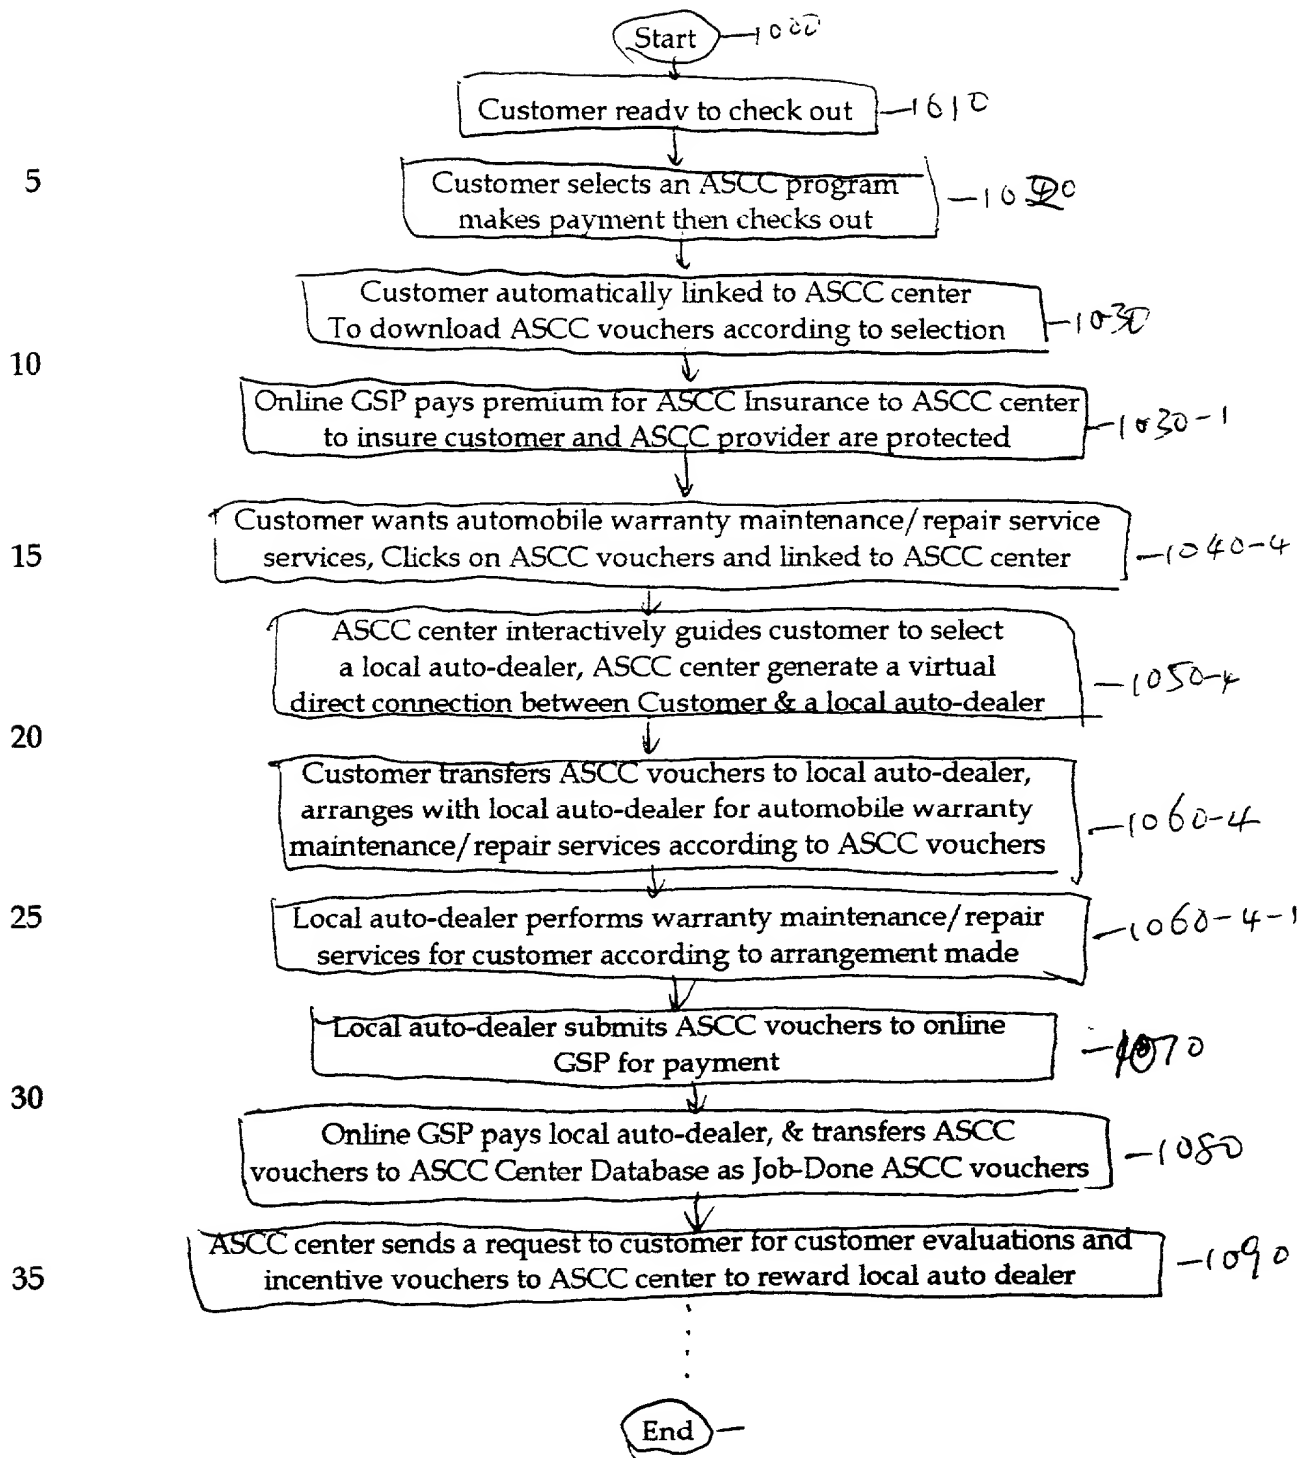 Start —1000
Customer ready to check out —1010
5
Customer selects an ASCC program —1020
makes payment then checks out
Customer automatically linked to ASCC center
To download ASCC vouchers according to selection —1030
10
Online GSP pays premium for ASCC Insurance to ASCC center
to insure customer and ASCC provider are protected —1030-1
Customer wants automobile warranty maintenance/repair service
15
services, Clicks on ASCC vouchers and linked to ASCC center —1040-4
ASCC center interactively guides customer to select
a local auto-dealer, ASCC center generate a virtual
direct connection between Customer & a local auto-dealer —1050-4
20
Customer transfers ASCC vouchers to local auto-dealer,
arranges with local auto-dealer for automobile warranty —1060-4
maintenance/repair services according to ASCC vouchers
25
Local auto-dealer performs warranty maintenance/repair —1060-4-1
services for customer according to arrangement made
Local auto-dealer submits ASCC vouchers to online
GSP for payment —1070
30
Online GSP pays local auto-dealer, & transfers ASCC
vouchers to ASCC Center Database as Job-Done ASCC vouchers —1080
ASCC center sends a request to customer for customer evaluations and
35
incentive vouchers to ASCC center to reward local auto dealer —1090
End —